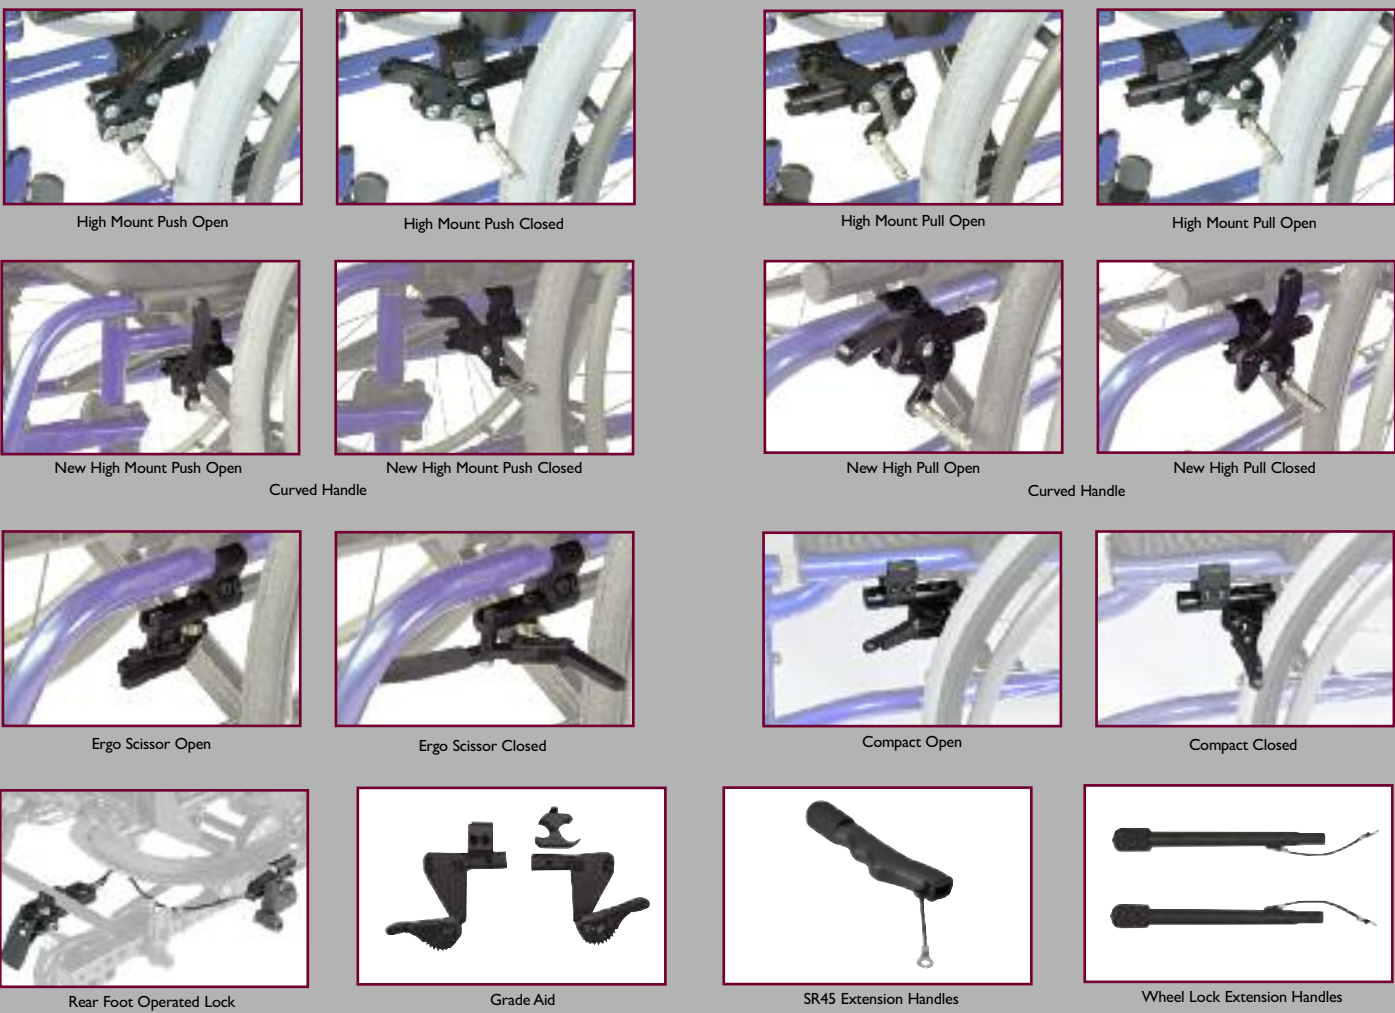 High Mount Push Open
High Mount Push Closed
High Mount Pull Open
High Mount Pull Open
New High Mount Push Open
New High Mount Push Closed
New High Pull Open
New High Pull Closed
Curved Handle
Curved Handle
Ergo Scissor Open
Ergo Scissor Closed
Compact Open
Compact Closed
Rear Foot Operated Lock
Grade Aid
SR45 Extension Handles
Wheel Lock Extension Handles